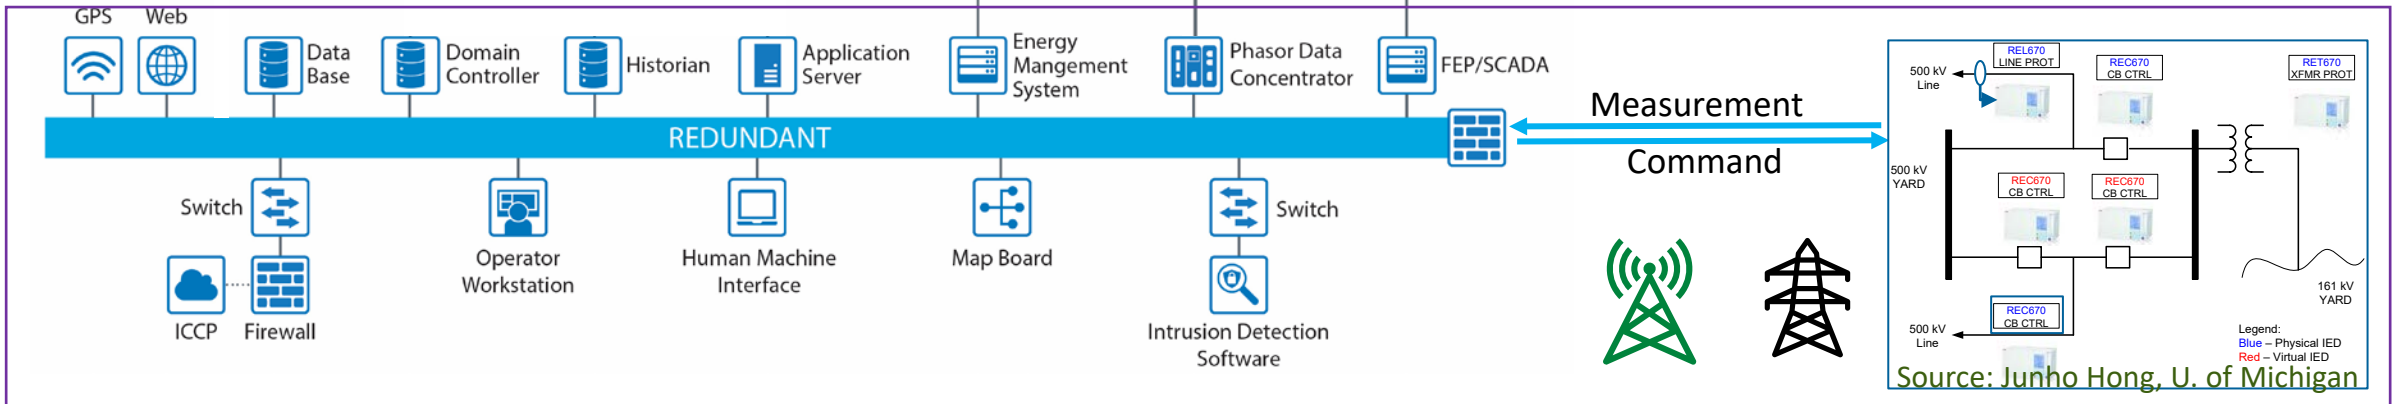 GPS
Web
Data
Base
Domain
Controller
Historian
Application
Server
Energy
Mangement
System
Phasor Data
Concentrator
FEP/SCADA
REDUNDANT
Switch
ICCP
Firewall
Operator
Workstation
Human Machine
Interface
Map Board
Switch
Intrusion Detection
Software
Measurement
Command
500 kV
Line
REL670
LINE PROT
REC670
CB CTRL
RET670
XFMR PROT
500 kV
YARD
REC670
CB CTRL
REC670
CB CTRL
161 kV
YARD
REC670
CB CTRL
500 kV
Line
Legend:
Blue – Physical IED
Red – Virtual IED
Source: Junho Hong, U. of Michigan